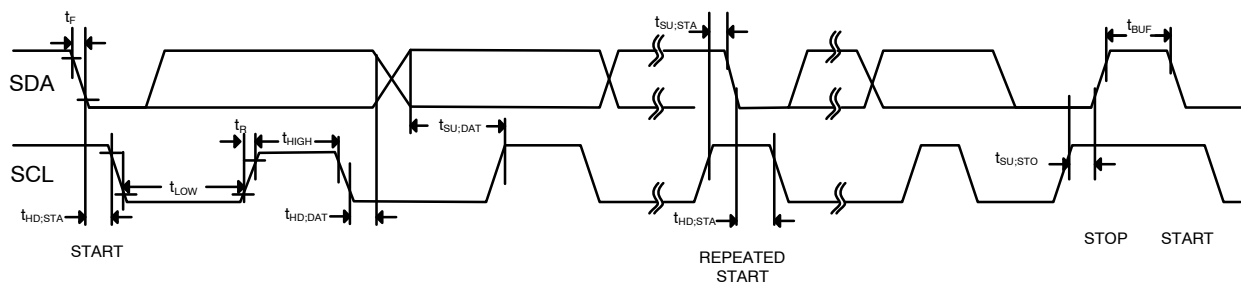 tF
tSU;STA
tBUF
SDA
tR
tHIGH
tSU;DAT
SCL
tLOW
tSU;STO
tHD;STA
tHD;DAT
tHD;STA
START
REPEATED
START
STOP
START